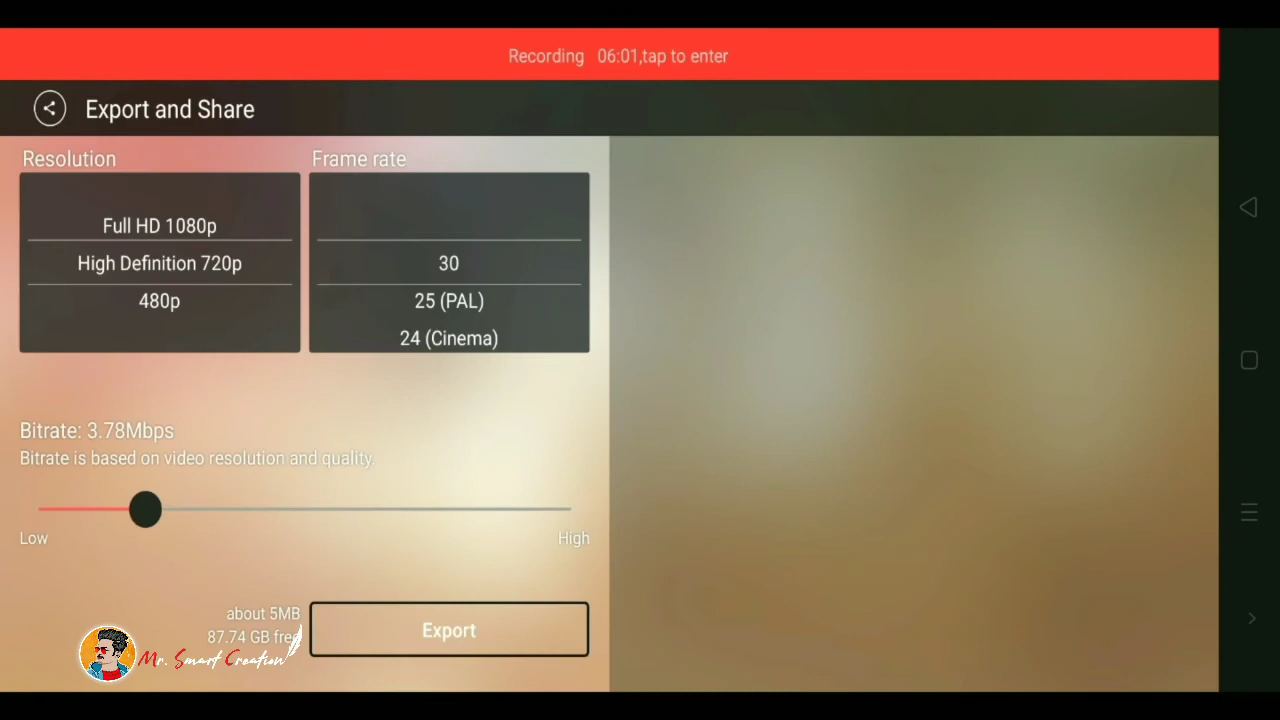 Recording 06:01,tap to enter
Export and Share
Resolution
Frame rate
Full HD 1080p
High Definition 720p
480p
30
25 (PAL)
24 (Cinema)
Bitrate: 3.78Mbps
Bitrate is based on video resolution and quality.
Low
High
about 5MB
87.74 GB free
Export
Mr. Smart Creation